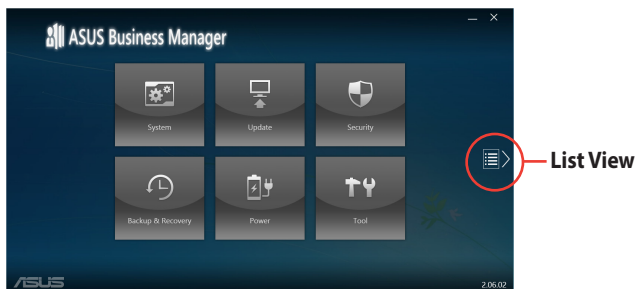 ASUS Business Manager
System
Update
Security
List View
Backup & Recovery
Power
Tool
ASUS
2.06.02